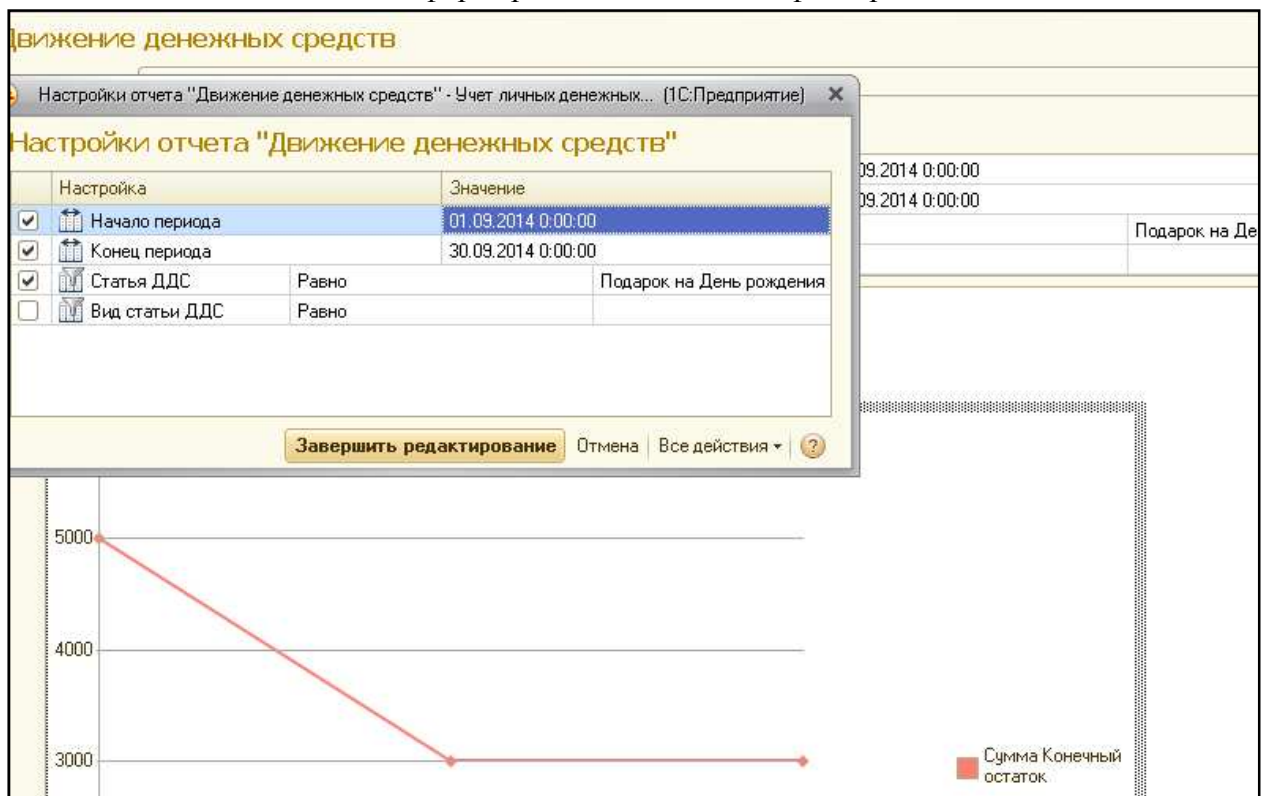 Движение денежных средств
Настройки отчета "Движение денежных средств" - Учет личных денежных... (1С:Предприятие)
Настройки отчета "Движение денежных средств"
Настройка Значение
Начало периода 01.09.2014 0:00:00
Конец периода 30.09.2014 0:00:00
Статья ДДС Равно Подарок на День рождения
Вид статьи ДДС Равно
09.2014 0:00:00
09.2014 0:00:00
Подарок на Де
Завершить редактирование Отмена Все действия
?
5000
4000
3000
Сумма Конечный
остаток